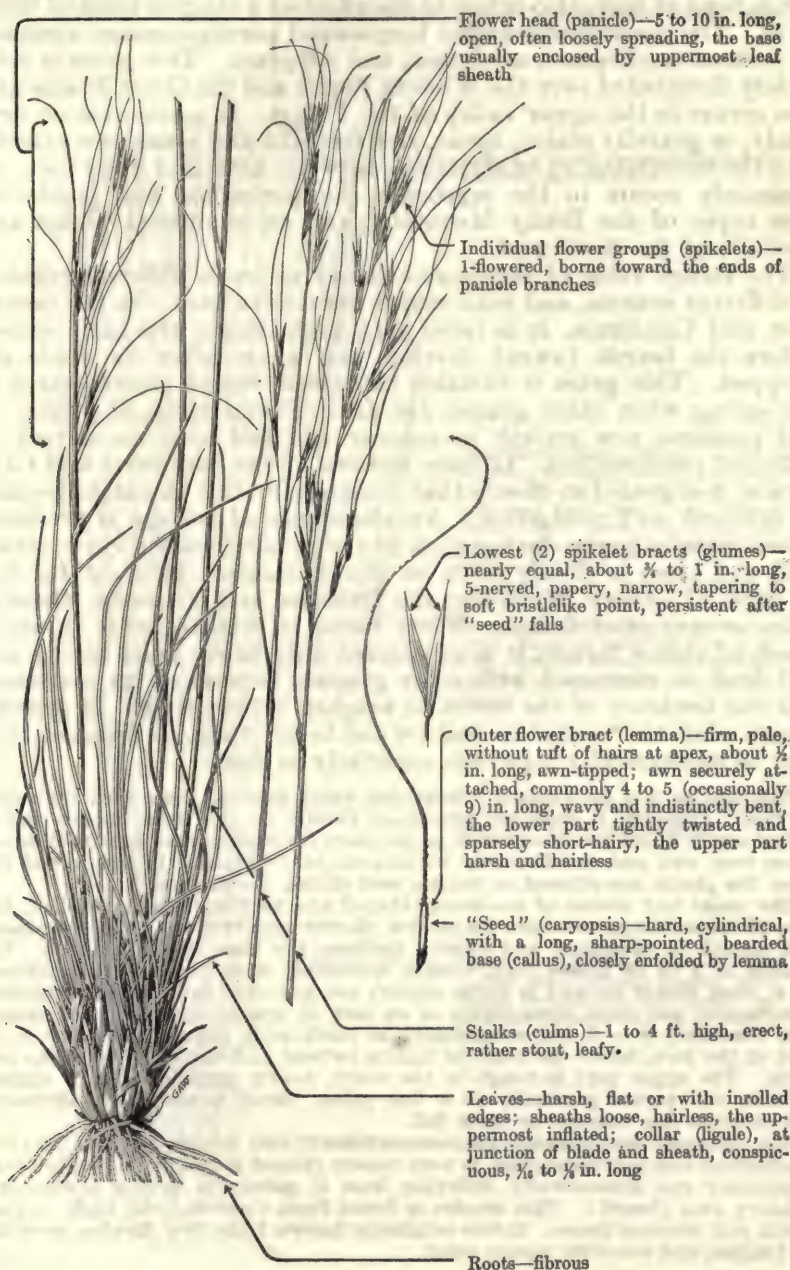 Flower head (panicle)—5 to 10 in. long,
open, often loosely spreading, the base
usually enclosed by uppermost leaf
sheath
Individual flower groups (spikelets)—
1-flowered, borne toward the ends of
panicle branches
Lowest (2) spikelet bracts (glumes)—
nearly equal, about ¾ to 1 in. long,
5-nerved, papery, narrow, tapering to
soft bristlelike point, persistent after
“seed” falls
Outer flower bract (lemma)—firm, pale,
without tuft of hairs at apex, about ½
in. long, awn-tipped; awn securely at-
tached, commonly 4 to 5 (occasionally
9) in. long, wavy and indistinctly bent,
the lower part tightly twisted and
sparsely short-hairy, the upper part
harsh and hairless
“Seed” (caryopsis)—hard, cylindrical,
with a long, sharp-pointed, bearded
base (callus), closely enfolded by lemma
Stalks (culms)—1 to 4 ft. high, erect,
rather stout, leafy.
GAW
Leaves—harsh, flat or with inrolled
edges; sheaths loose, hairless, the up-
permost inflated; collar (ligule), at
junction of blade and sheath, conspic-
uous, to in. long
Roots—fibrous